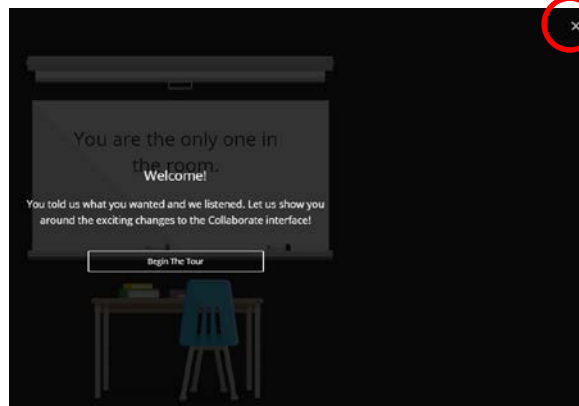 You are the only one in
the room.
Welcome!
You told us what you wanted and we listened. Let us show you
around the exciting changes to the Collaborate interface!
Begin The Tour